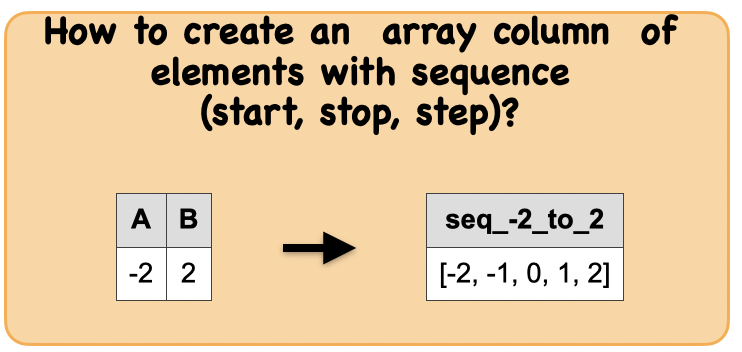 How to create an array column of
elements with sequence
(start, stop, step)?
A B seq_-2_to_2
-2 2 [-2, -1, 0, 1, 2]